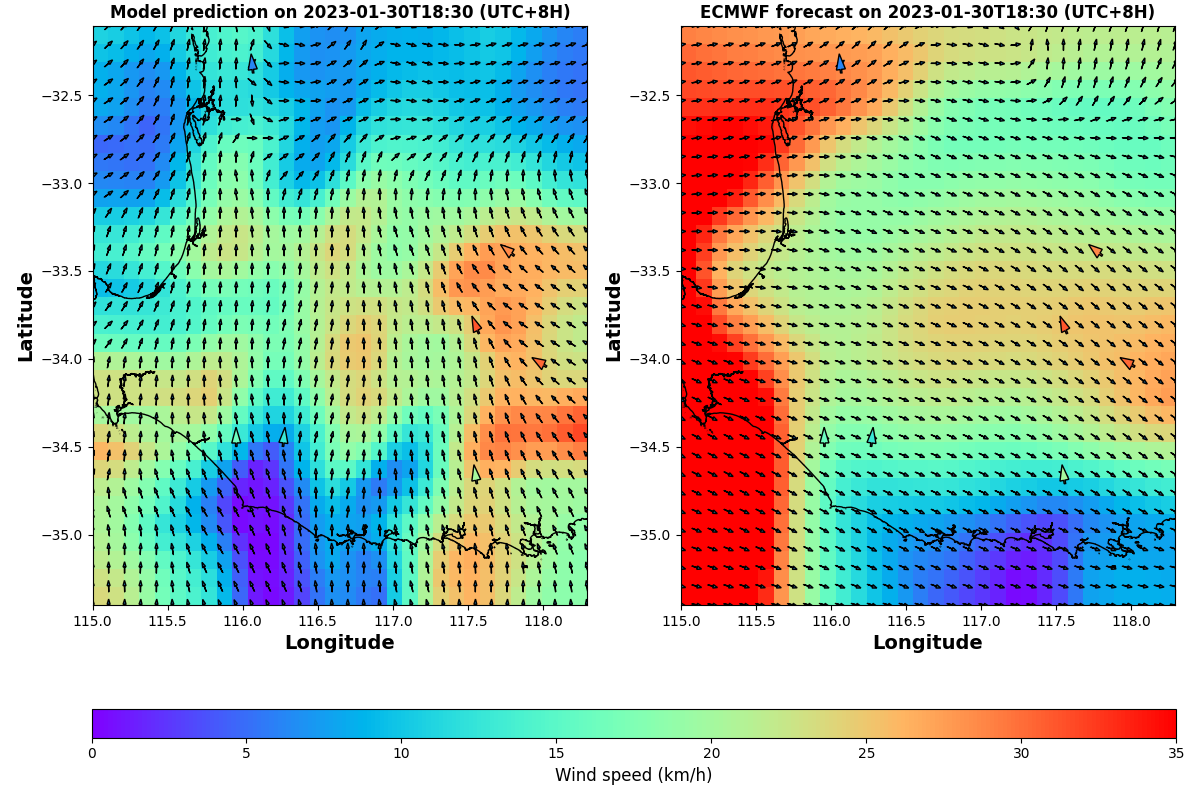 Model prediction on 2023-01-30T18:30 (UTC+8H)
ECMWF forecast on 2023-01-30T18:30 (UTC+8H)
Latitude
−32.5
−33.0
−33.5
−34.0
−34.5
−35.0
115.0 115.5 116.0 116.5 117.0 117.5 118.0
Longitude
Latitude
−32.5
−33.0
−33.5
−34.0
−34.5
−35.0
115.0 115.5 116.0 116.5 117.0 117.5 118.0
Longitude
0 5 10 15 20 25 30 35
Wind speed (km/h)